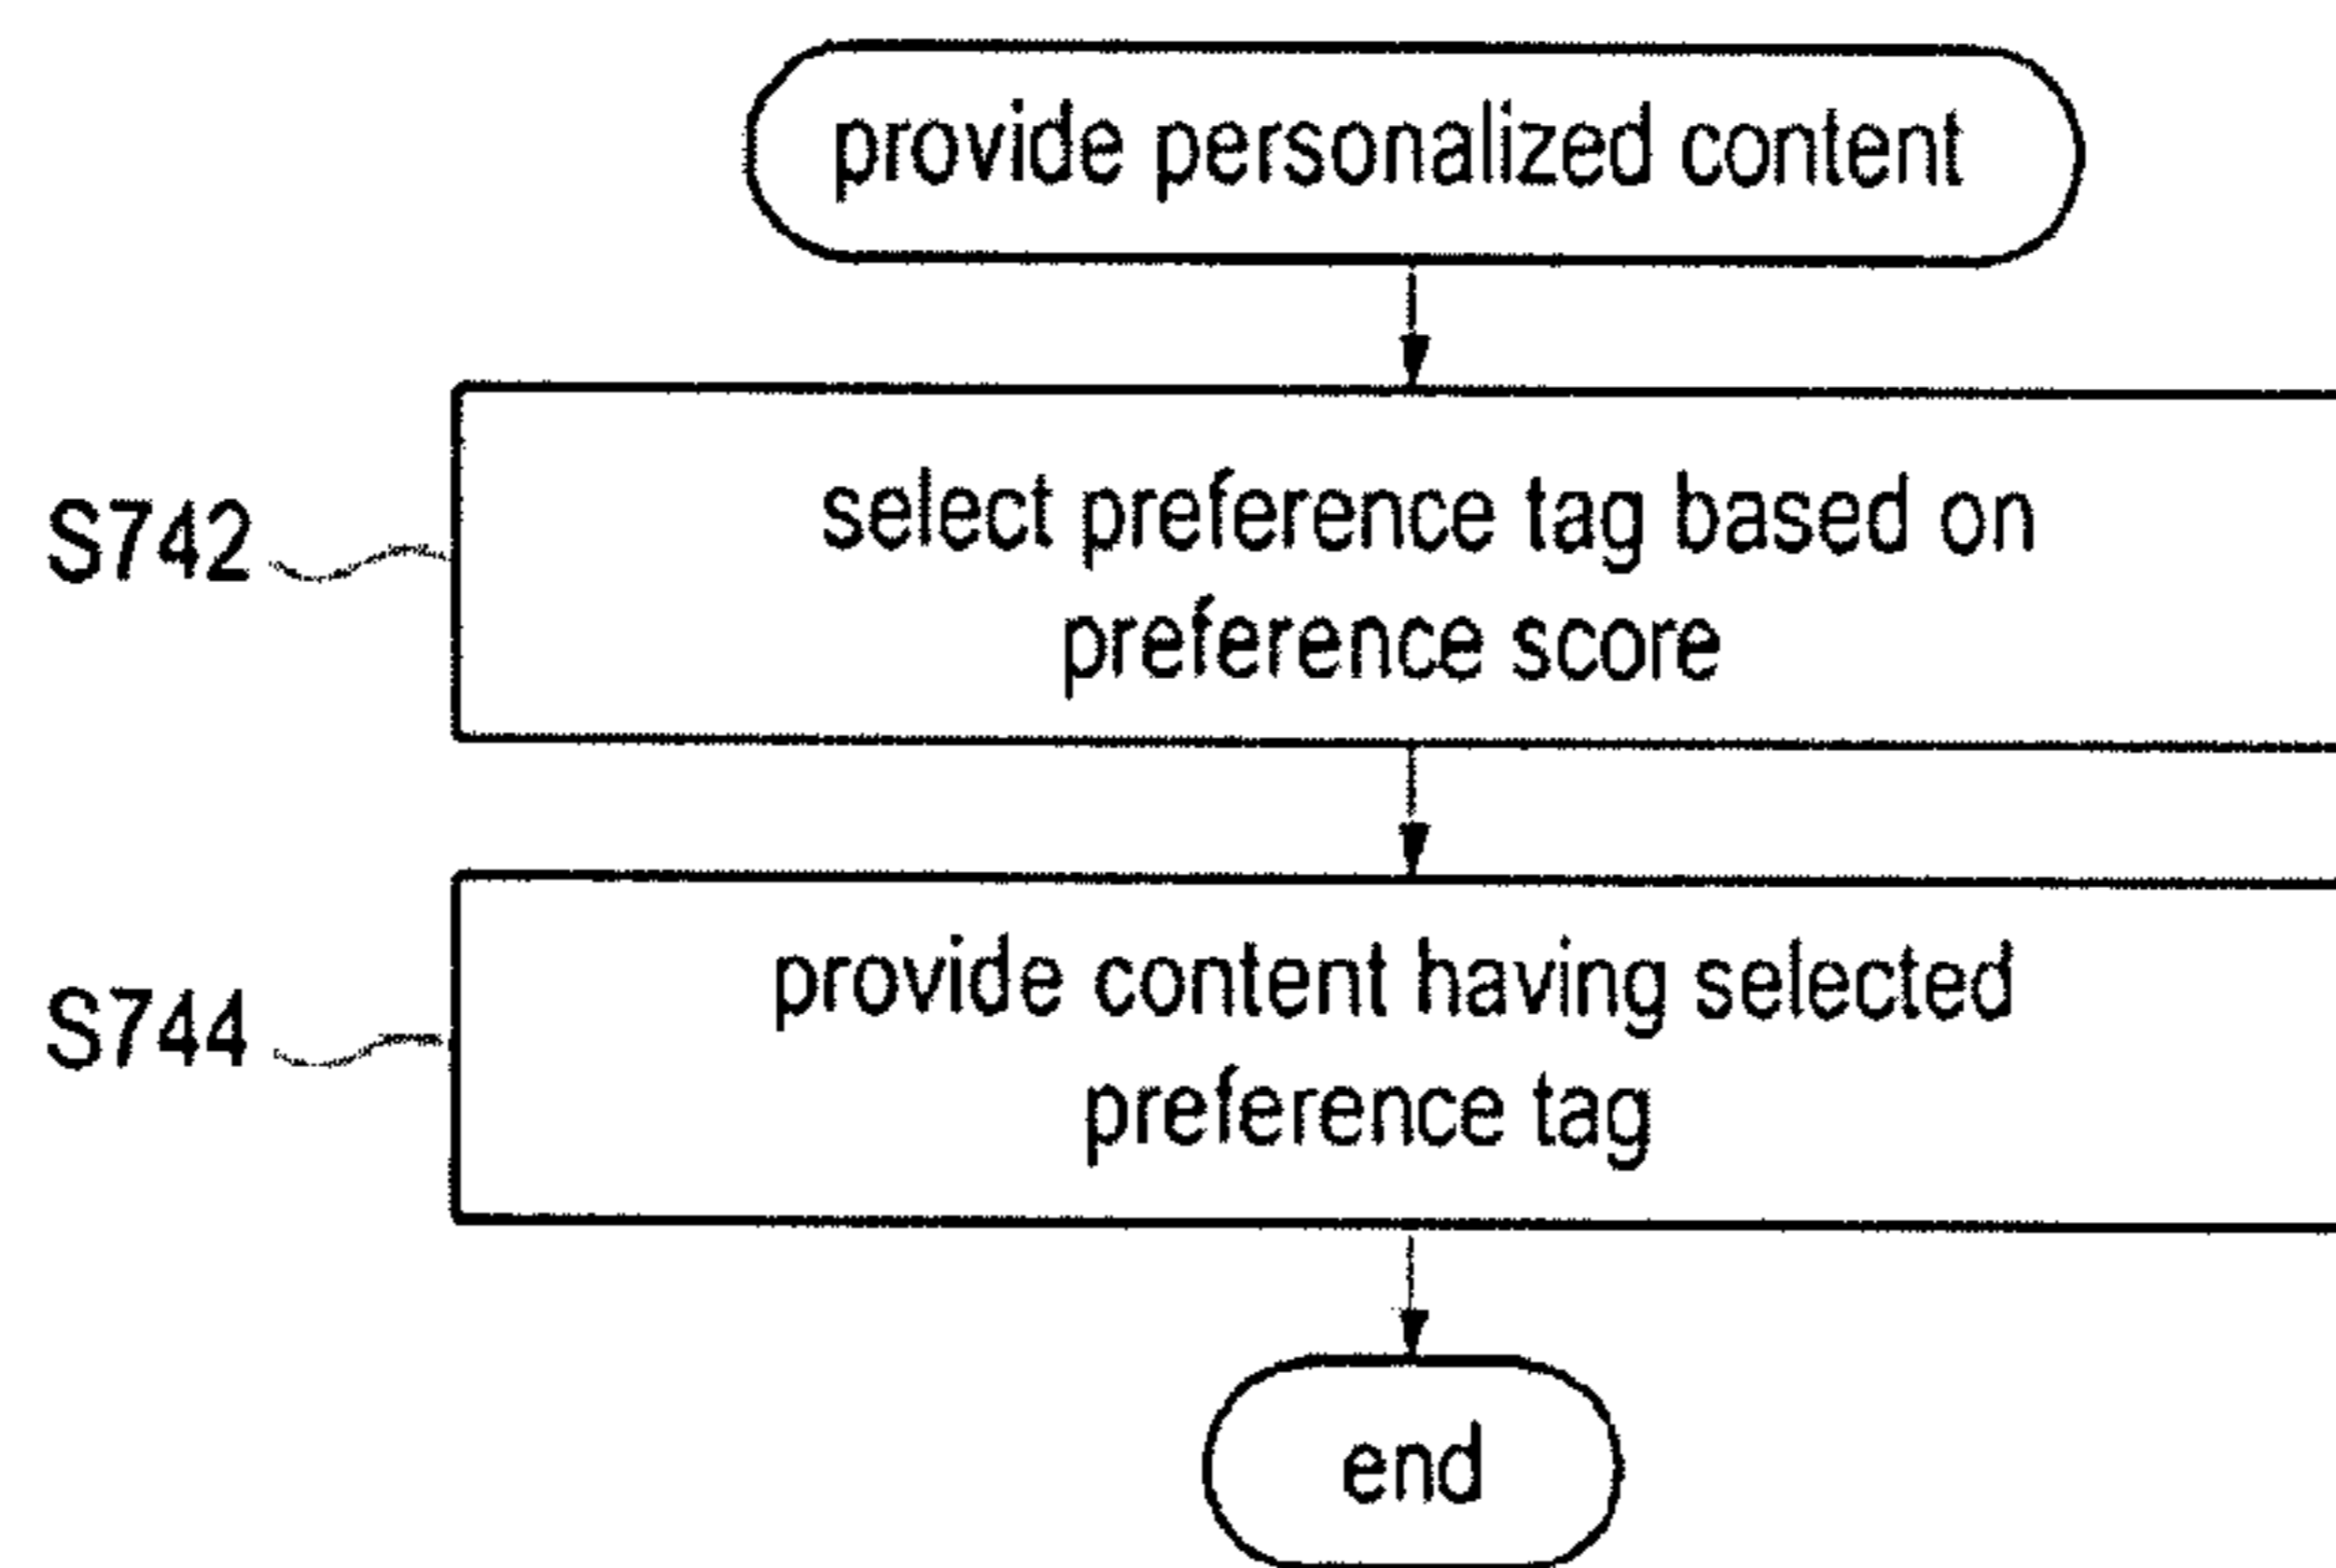 provide personalized content
S742
select preference tag based on
preference score
S744
provide content having selected
preference tag
end